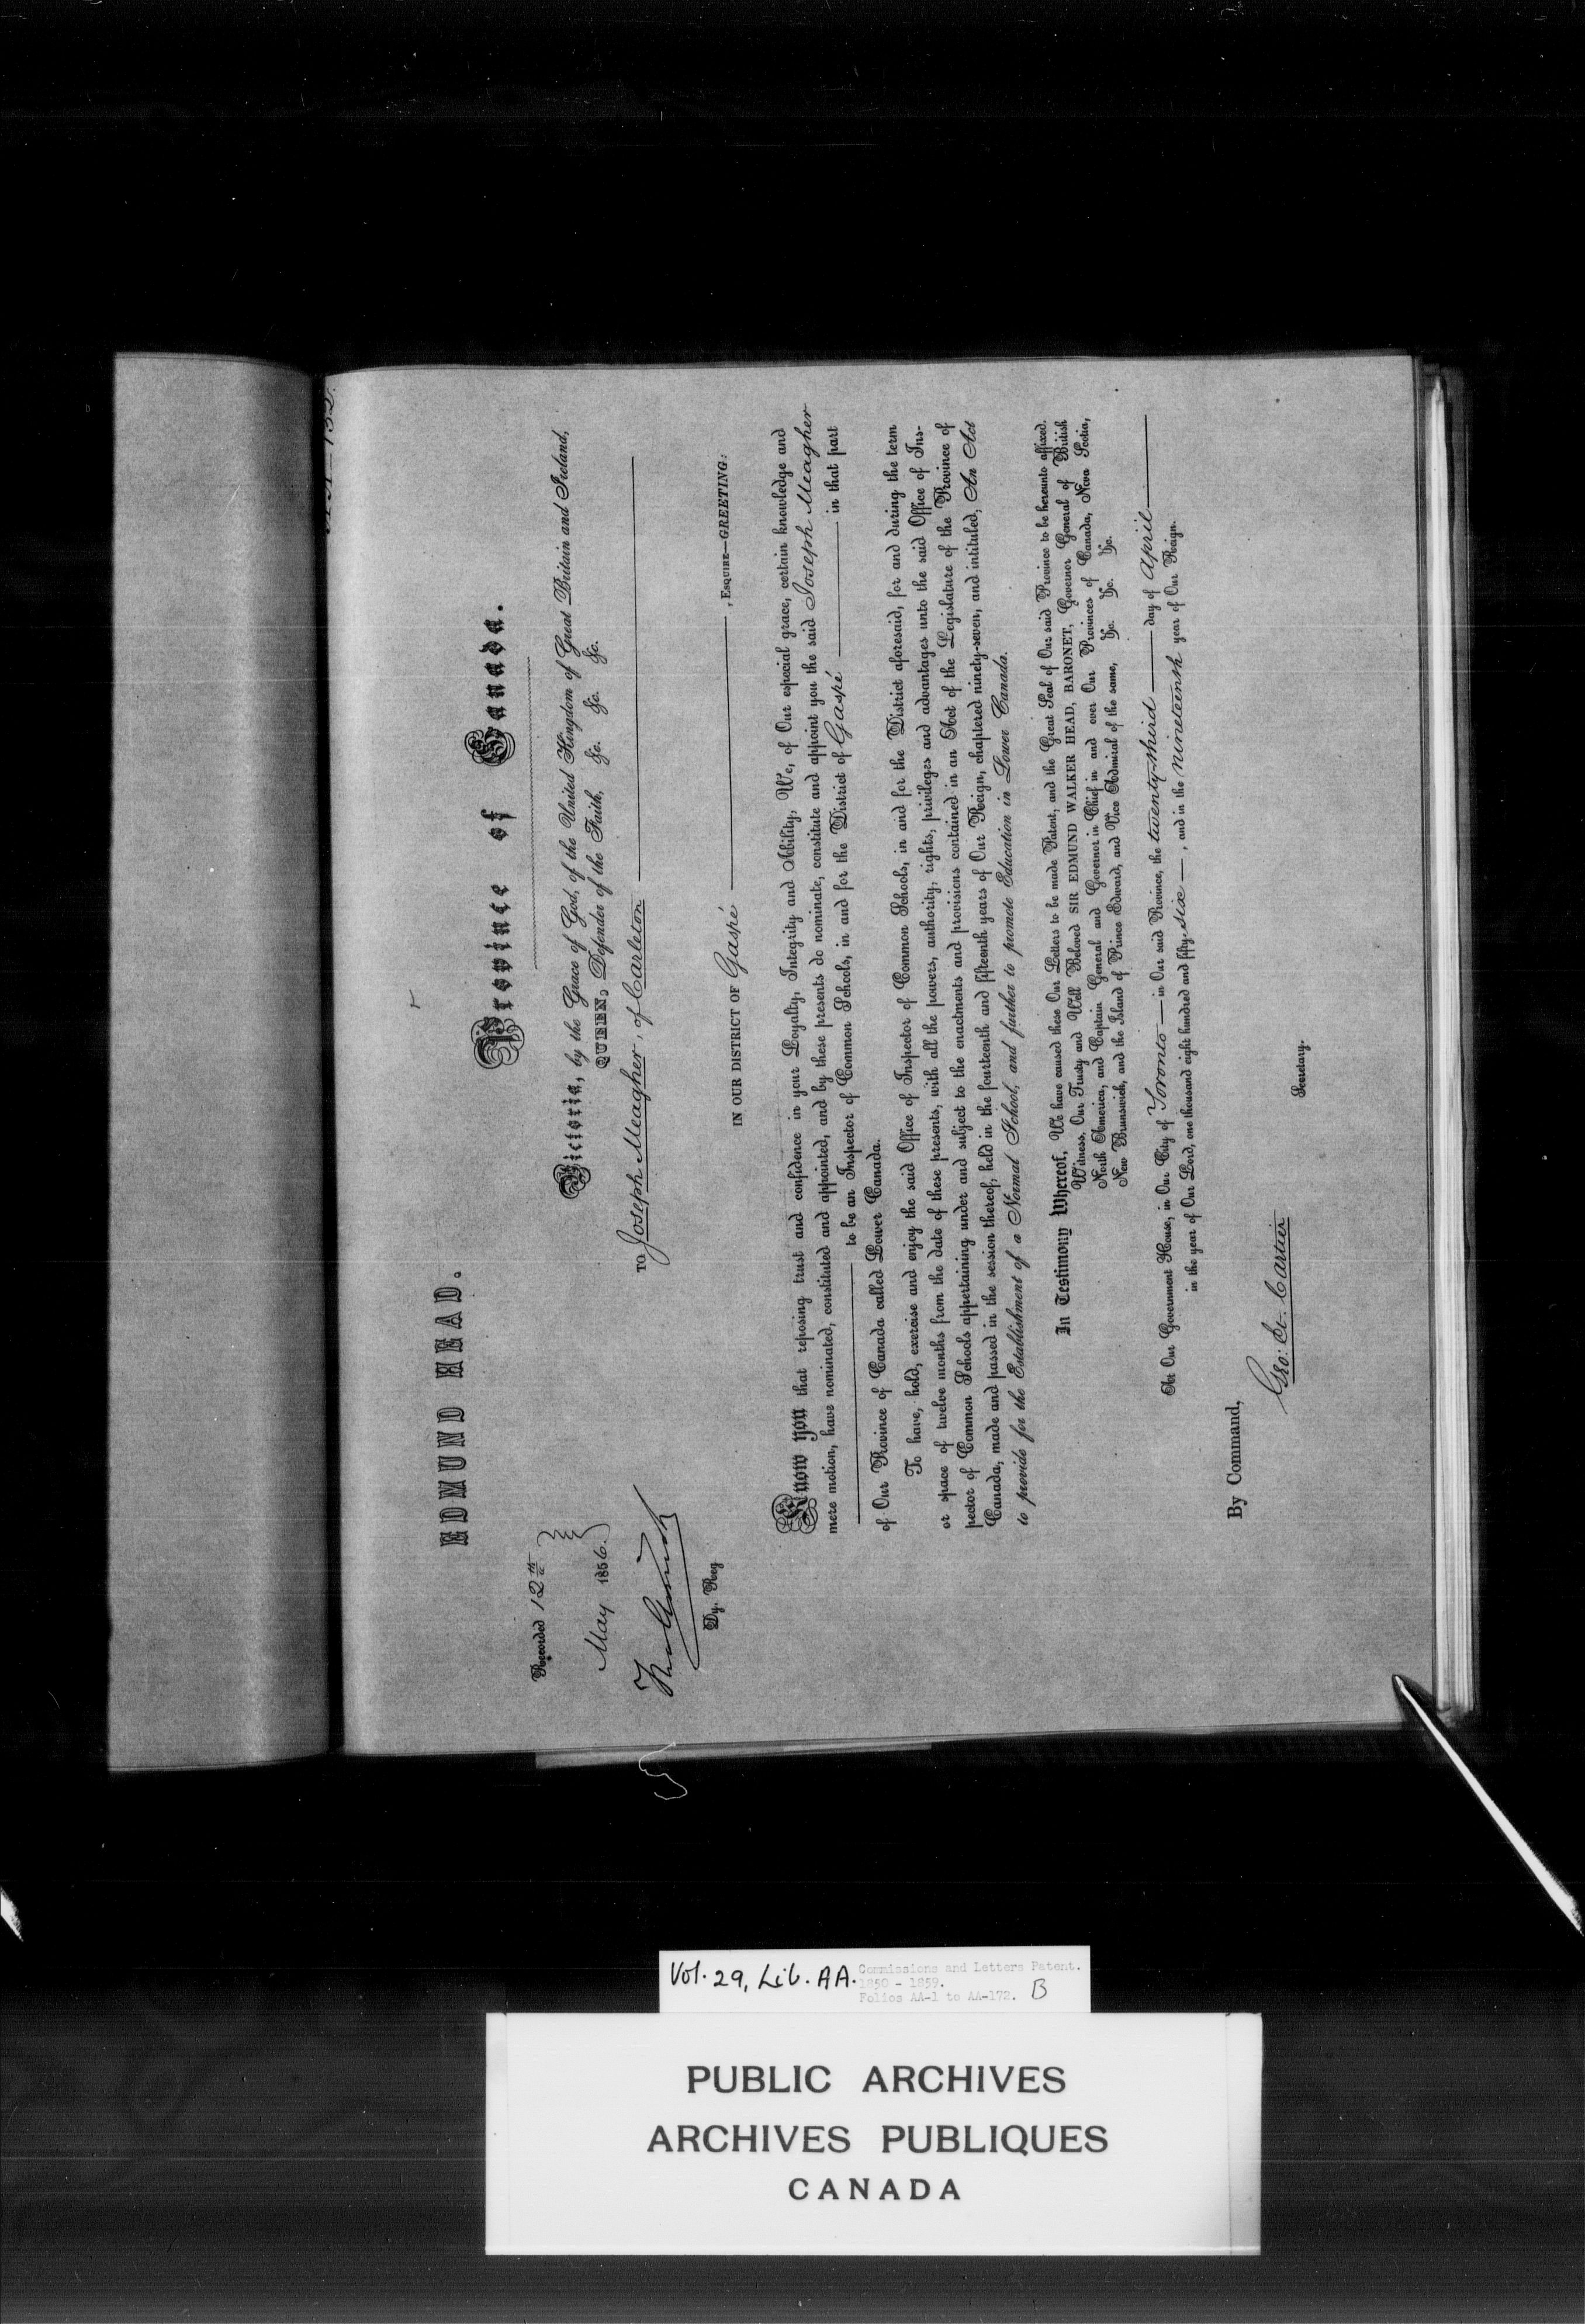 EDMUND HEAD.
Province of Canada.
Recorded 12th
May 1856.
Dy. Reg
Victoria, by the Grace of God, of the United Kingdom of Great Britain and Ireland,
QUEEN, Defender of the Faith, &c. &c. &c.
TO Joseph Meagher, of Carleton
IN OUR DISTRICT OF Gaspé , ESQUIRE—GREETING:
Know you that reposing trust and confidence in your Loyalty, Integrity and Ability, We, of Our especial grace, certain knowledge and
mere motion, have nominated, constituted and appointed, and by these presents do nominate, constitute and appoint you the said Joseph Meagher
to be an Inspector of Common Schools, in and for the District of Gaspé in that part
of Our Province of Canada called Lower Canada.
To have, hold, exercise and enjoy the said Office of Inspector of Common Schools, in and for the District aforesaid, for and during the term
or space of twelve months from the date of these presents, with all the powers, authority, rights, privileges and advantages unto the said Office of Ins-
pector of Common Schools appertaining under and subject to the enactments and provisions contained in an Act of the Legislature of the Province of
Canada, made and passed in the session thereof, held in the fourteenth and fifteenth years of Our Reign, chaptered ninety-seven, and intituled, An Act
to provide for the Establishment of a Normal School, and further to promote Education in Lower Canada.
In Testimony Whereof, We have caused these Our Letters to be made Patent, and the Great Seal of Our said Province to be hereunto affixed.
Witness, Our Trusty and Well Beloved SIR EDMUND WALKER HEAD, BARONET, Governor General of British
North America, and Captain General and Governor in Chief in and over Our Provinces of Canada, Nova Scotia,
New Brunswick, and the Island of Prince Edward, and Vice Admiral of the same, &c. &c. &c.
At Our Government House, in Our City of Toronto — in Our said Province, the twenty-third — day of April —
in the year of Our Lord, one thousand eight hundred and fifty-six — , and in the nineteenth year of Our Reign.
By Command,
Geo: Et. Cartier
Secretary.
Vol. 29, Lib. AA. Commissions and Letters Patent.
1850 - 1859.
Folios AA-1 to AA-172. B
PUBLIC ARCHIVES
ARCHIVES PUBLIQUES
CANADA